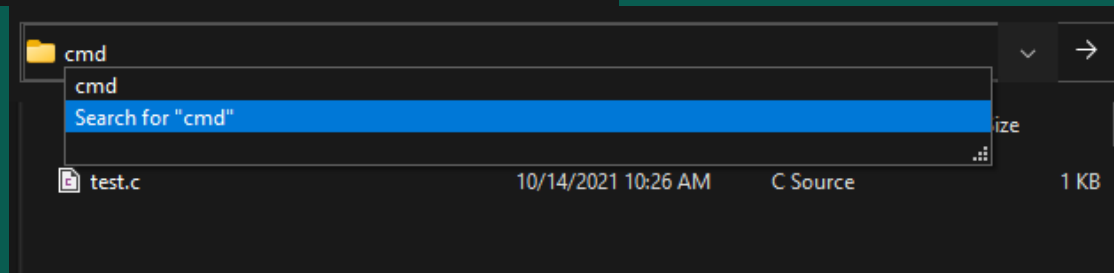 cmd
cmd
Search for "cmd"
ize
test.c 10/14/2021 10:26 AM C Source 1 KB